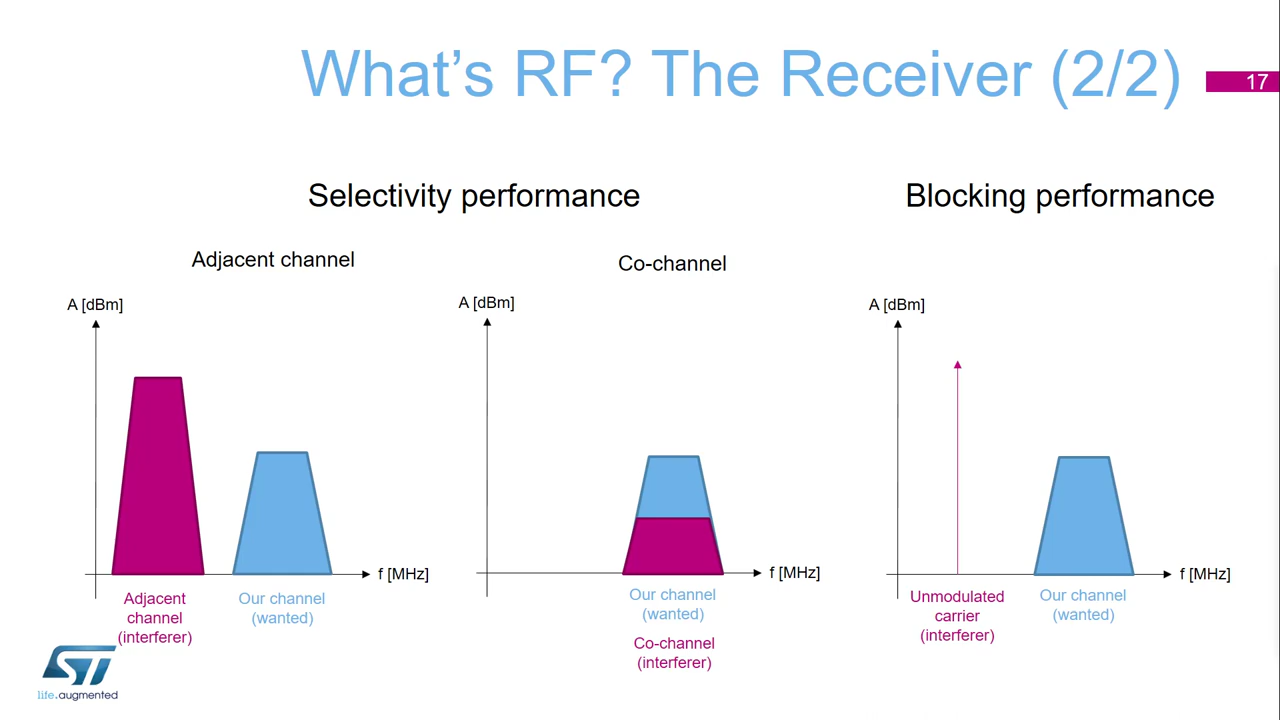 What's RF? The Receiver (2/2)
17
Selectivity performance
Blocking performance
Adjacent channel
Co-channel
A [dBm]
f [MHz]
Adjacent
channel
(interferer)
Our channel
(wanted)
A [dBm]
f [MHz]
Our channel
(wanted)
Co-channel
(interferer)
A [dBm]
f [MHz]
Unmodulated
carrier
(interferer)
Our channel
(wanted)
ST
life.augmented